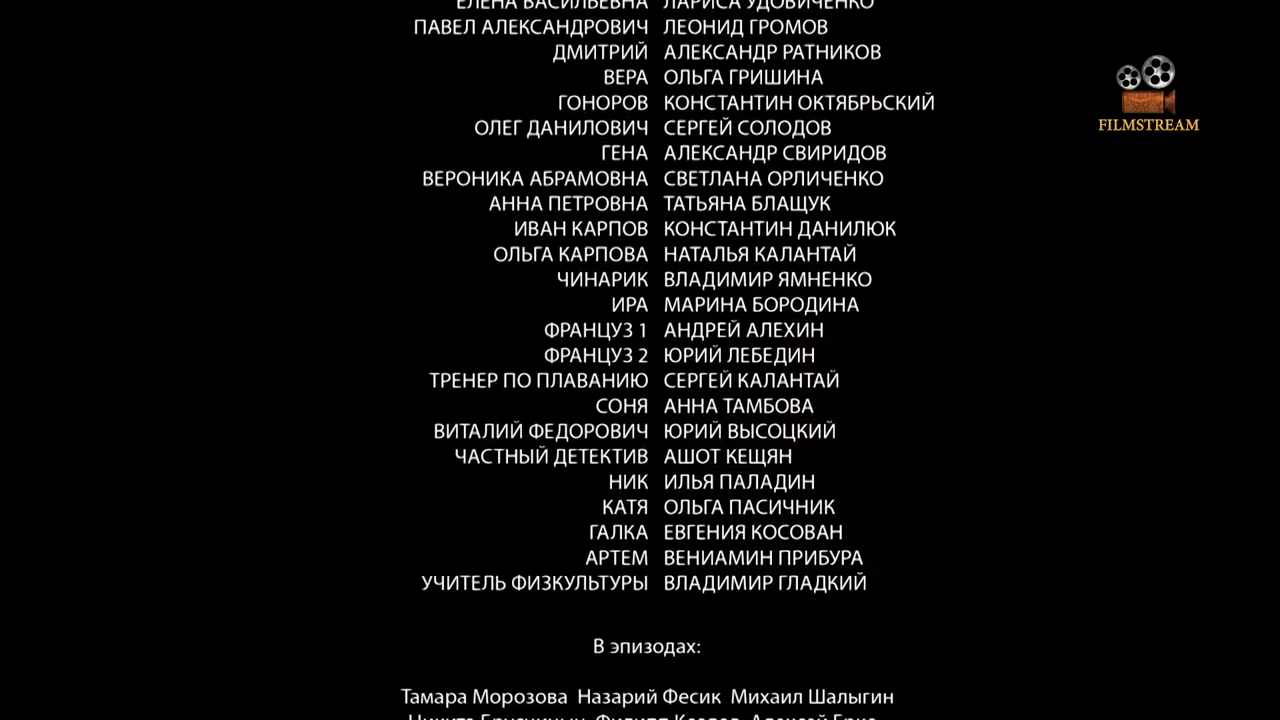 ЕЛЕНА ВАСИЛЬЕВНА ЛАРИСА УДОВИЧЕНКО
ПАВЕЛ АЛЕКСАНДРОВИЧ ЛЕОНИД ГРОМОВ
ДМИТРИЙ АЛЕКСАНДР РАТНИКОВ
ВЕРА ОЛЬГА ГРИШИНА
ГОНОРОВ КОНСТАНТИН ОКТЯБРЬСКИЙ
ОЛЕГ ДАНИЛОВИЧ СЕРГЕЙ СОЛОДОВ
ГЕНА АЛЕКСАНДР СВИРИДОВ
ВЕРОНИКА АБРАМОВНА СВЕТЛАНА ОРЛИЧЕНКО
АННА ПЕТРОВНА ТАТЬЯНА БЛАЩУК
ИВАН КАРПОВ КОНСТАНТИН ДАНИЛЮК
ОЛЬГА КАРПОВА НАТАЛЬЯ КАЛАНТАЙ
ЧИНАРИК ВЛАДИМИР ЯМНЕНКО
ИРА МАРИНА БОРОДИНА
ФРАНЦУЗ 1 АНДРЕЙ АЛЕХИН
ФРАНЦУЗ 2 ЮРИЙ ЛЕБЕДИН
ТРЕНЕР ПО ПЛАВАНИЮ СЕРГЕЙ КАЛАНТАЙ
СОНЯ АННА ТАМБОВА
ВИТАЛИЙ ФЕДОРОВИЧ ЮРИЙ ВЫСОЦКИЙ
ЧАСТНЫЙ ДЕТЕКТИВ АШОТ КЕЩЯН
НИК ИЛЬЯ ПАЛАДИН
КАТЯ ОЛЬГА ПАСИЧНИК
ГАЛКА ЕВГЕНИЯ КОСОВАН
АРТЕМ ВЕНИАМИН ПРИБУРА
УЧИТЕЛЬ ФИЗКУЛЬТУРЫ ВЛАДИМИР ГЛАДКИЙ
В эпизодах:
Тамара Морозова Назарий Фесик Михаил Шалыгин
FILMSTREAM